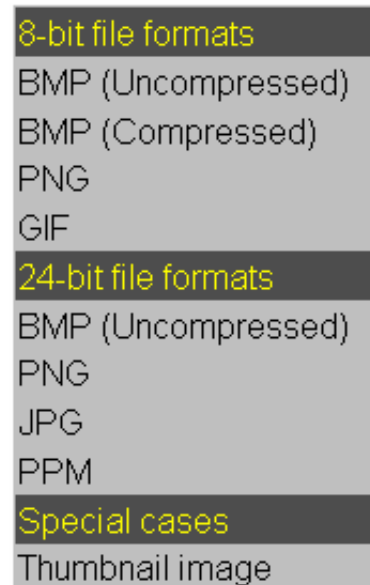 8-bit file formats
BMP (Uncompressed)
BMP (Compressed)
PNG
GIF
24-bit file formats
BMP (Uncompressed)
PNG
JPG
PPM
Special cases
Thumbnail image